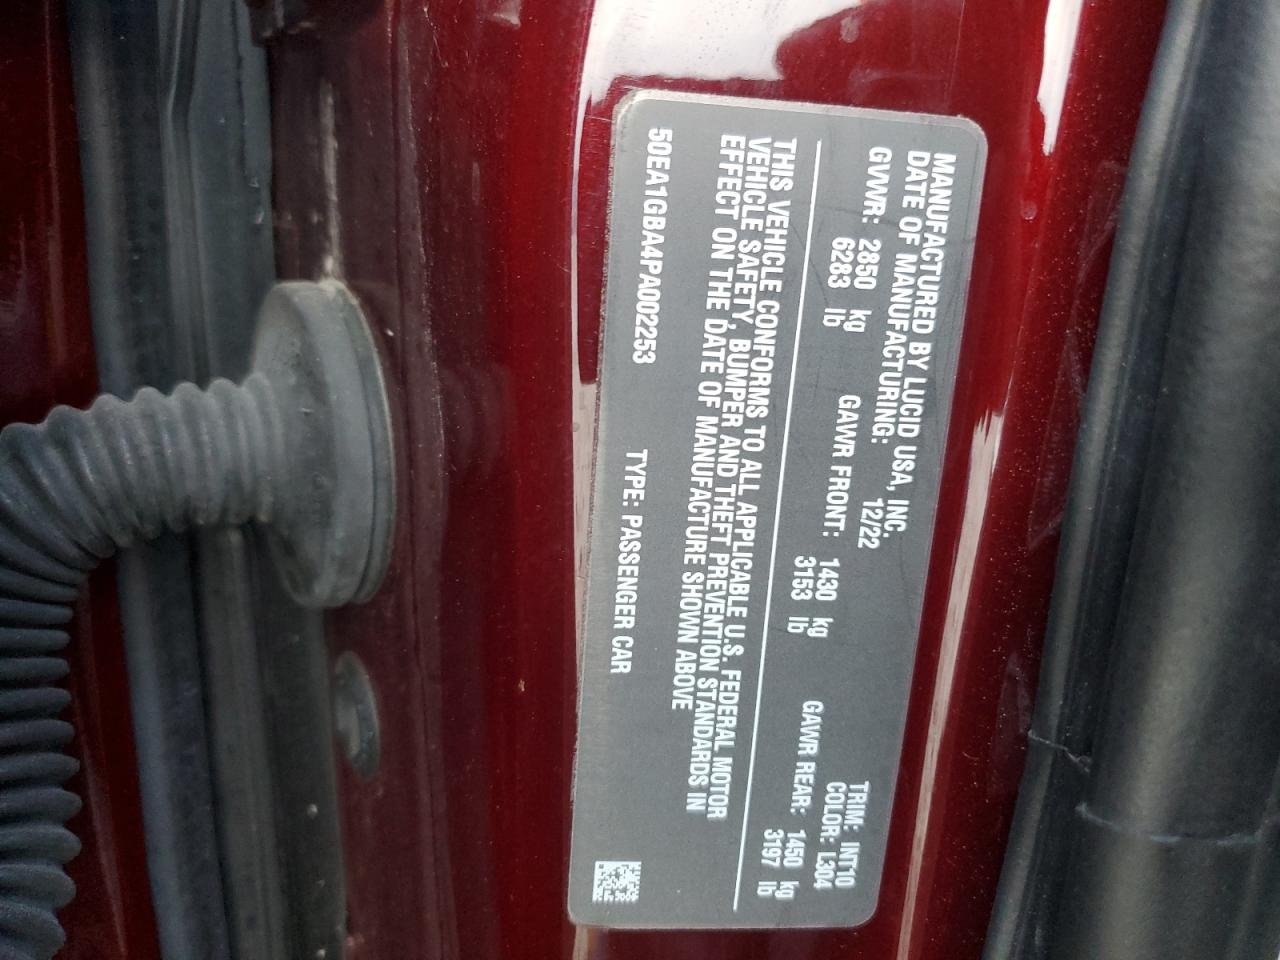 MANUFACTURED BY LUCID USA, INC.
DATE OF MANUFACTURING: 12/22 TRIM: INT10
COLOR: L304
GVWR: 2850 kg GAWR FRONT: 1430 kg GAWR REAR: 1450 kg
6283 lb 3153 lb 3197 lb
THIS VEHICLE CONFORMS TO ALL APPLICABLE U.S. FEDERAL MOTOR
VEHICLE SAFETY, BUMPER AND THEFT PREVENTION STANDARDS IN
EFFECT ON THE DATE OF MANUFACTURE SHOWN ABOVE
50EA1GBA4PA002253 TYPE: PASSENGER CAR